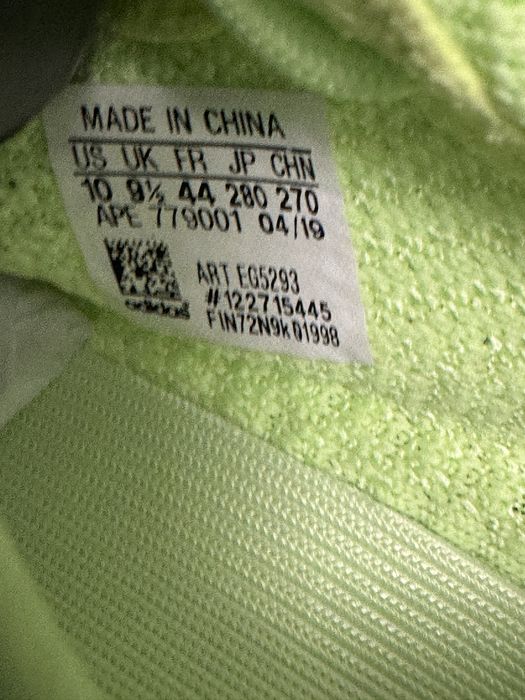 MADE IN CHINA
US UK FR JP CHN
10 9½ 44 280 270
APE 779001 04/19
ART EG5293
#122715445
FIN72N9k01998
adidas